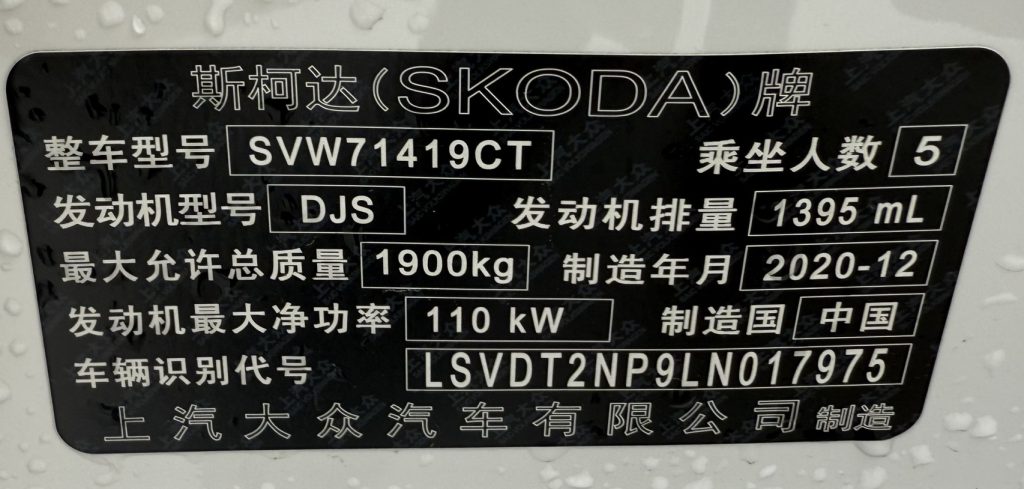 斯柯达(SKODA)牌
整车型号 SVW71419CT 乘坐人数 5
发动机型号 DJS 发动机排量 1395 mL
最大允许总质量 1900kg 制造年月 2020-12
发动机最大净功率 110 kW 制造国 中国
车辆识别代号 LSVDT2NP9LN017975
上汽大众汽车有限公司制造